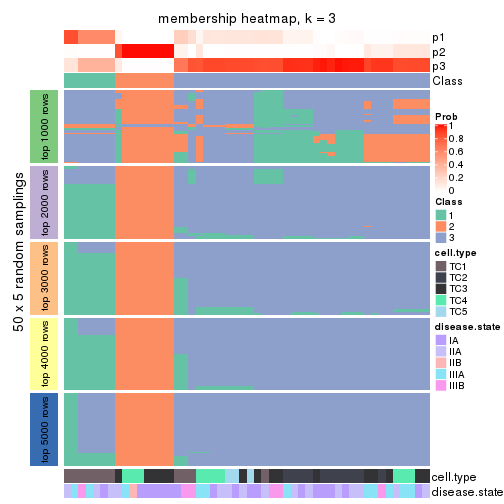 membership heatmap, k = 3
p1
p2
p3
Class
50 x 5 random samplings
top 1000 rows
top 2000 rows
top 3000 rows
top 4000 rows
top 5000 rows
Prob
1
0.8
0.6
0.4
0.2
0
Class
1
2
3
cell.type
TC1
TC2
TC3
TC4
TC5
disease.state
IA
IIA
IIB
IIIA
IIIB
cell.type
disease.state